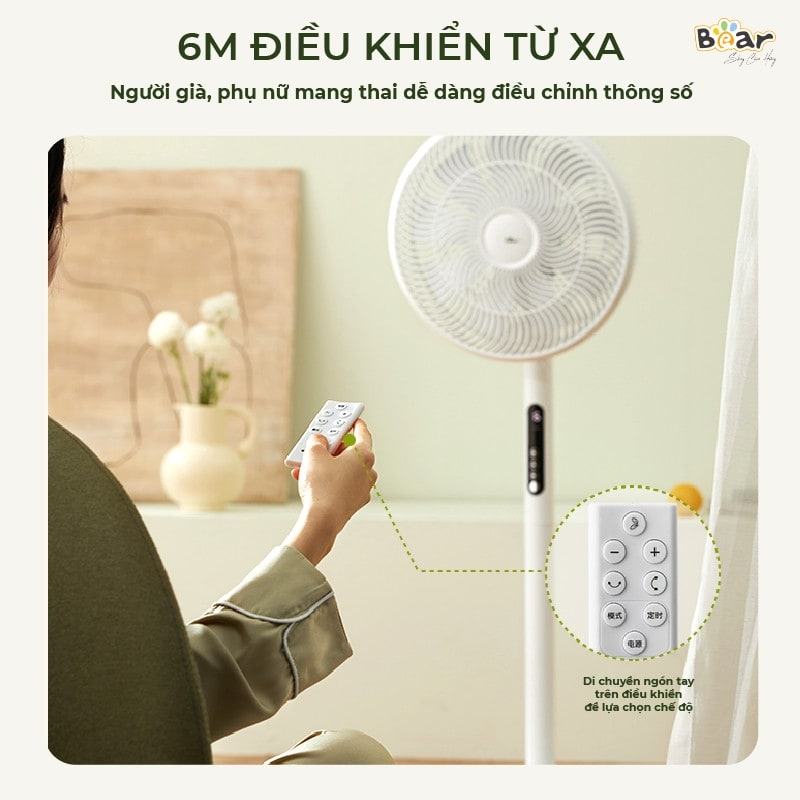 6M ĐIỀU KHIỂN TỪ XA
Bear
Người già, phụ nữ mang thai dễ dàng điều chỉnh thông số
−
+
模式
定时
电源
Di chuyển ngón tay
trên điều khiển
để lựa chọn chế độ